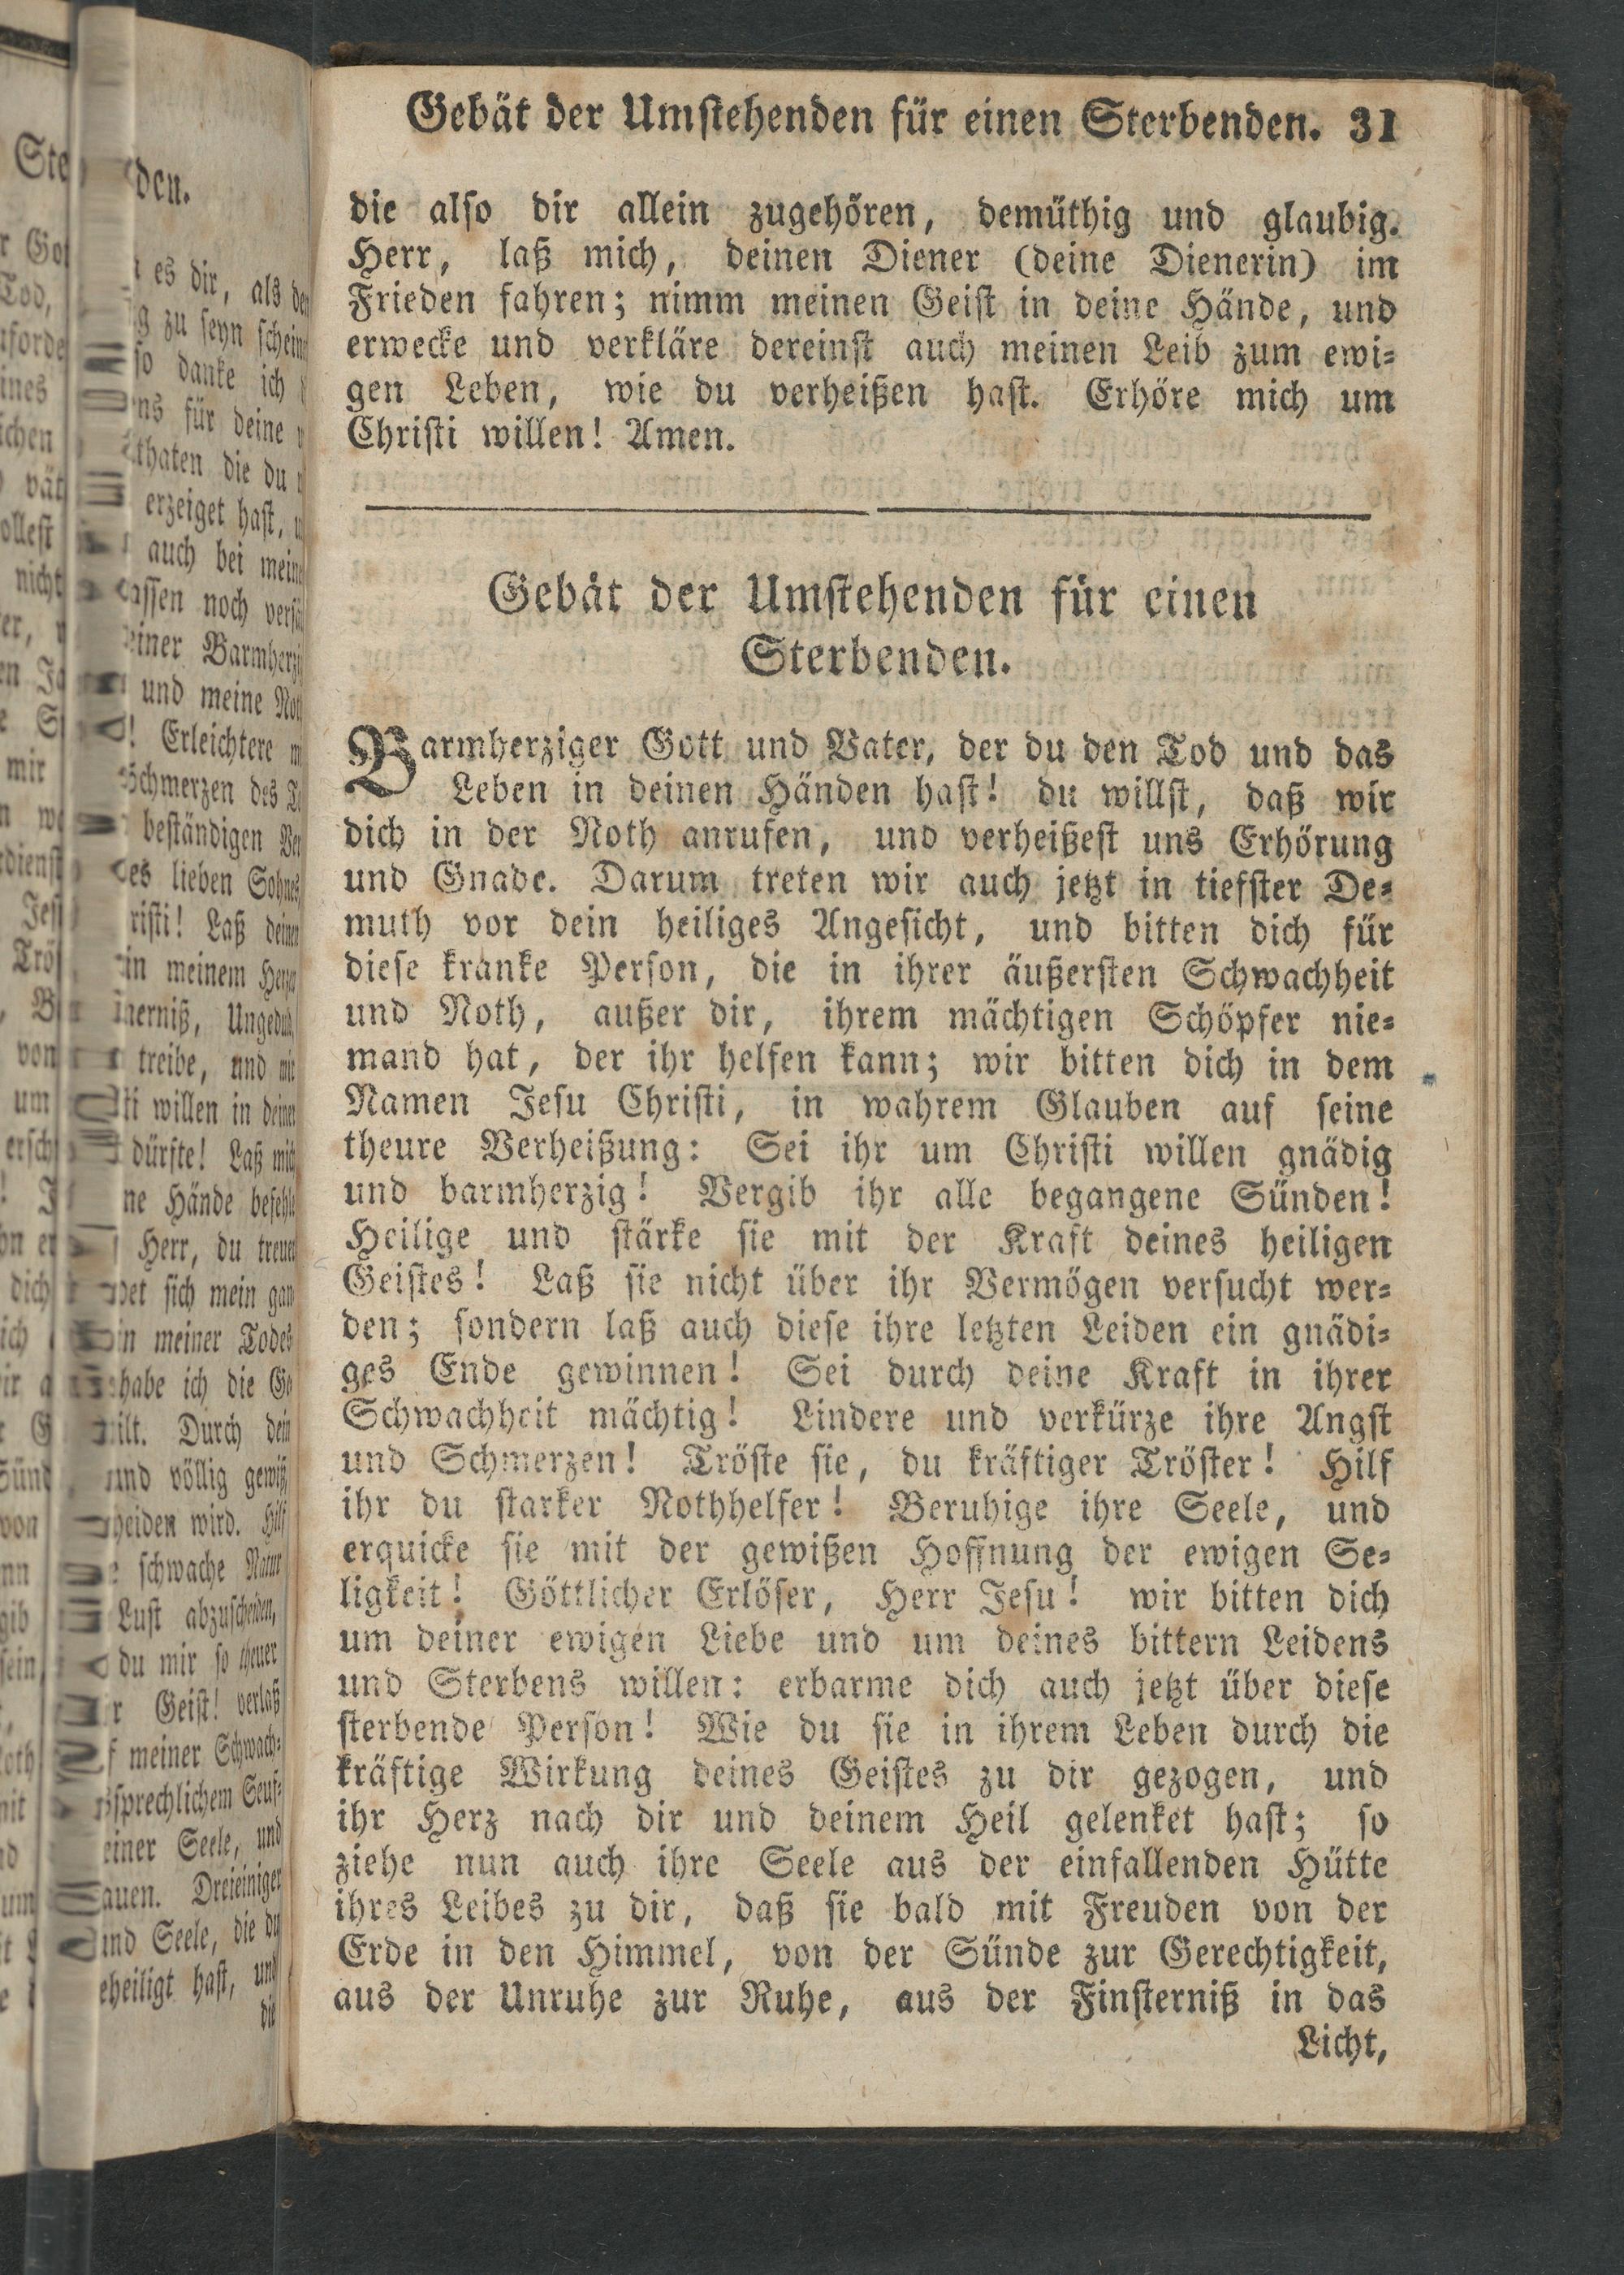 Gebät der Umstehenden für einen Sterbenden. 31
die also dir allein zugehören, demüthig und glaubig.
Herr, laß mich, deinen Diener (deine Dienerin) im
Frieden fahren; nimm meinen Geist in deine Hände, und
erwecke und verkläre dereinst auch meinen Leib zum ewi⸗
gen Leben, wie du verheißen hast. Erhöre mich um
Christi willen! Amen.
Gebät der Umstehenden für einen
Sterbenden.
Barmherziger Gott und Vater, der du den Tod und das
Leben in deinen Händen hast! du willst, daß wir
dich in der Noth anrufen, und verheißest uns Erhörung
und Gnade. Darum treten wir auch jetzt in tiefster De⸗
muth vor dein heiliges Angesicht, und bitten dich für
diese kranke Person, die in ihrer äußersten Schwachheit
und Noth, außer dir, ihrem mächtigen Schöpfer nie⸗
mand hat, der ihr helfen kann; wir bitten dich in dem
Namen Jesu Christi, in wahrem Glauben auf seine
theure Verheißung: Sei ihr um Christi willen gnädig
und barmherzig! Vergib ihr alle begangene Sünden!
Heilige und stärke sie mit der Kraft deines heiligen
Geistes! Laß sie nicht über ihr Vermögen versucht wer⸗
den; sondern laß auch diese ihre letzten Leiden ein gnädi⸗
ges Ende gewinnen! Sei durch deine Kraft in ihrer
Schwachheit mächtig! Lindere und verkürze ihre Angst
und Schmerzen! Tröste sie, du kräftiger Tröster! Hilf
ihr du starker Nothhelfer! Beruhige ihre Seele, und
erquicke sie mit der gewißen Hoffnung der ewigen Se⸗
ligkeit! Göttlicher Erlöser, Herr Jesu! wir bitten dich
um deiner ewigen Liebe und um deines bittern Leidens
und Sterbens willen: erbarme dich auch jetzt über diese
sterbende Person! Wie du sie in ihrem Leben durch die
kräftige Wirkung deines Geistes zu dir gezogen, und
ihr Herz nach dir und deinem Heil gelenket hast; so
ziehe nun auch ihre Seele aus der einfallenden Hütte
ihres Leibes zu dir, daß sie bald mit Freuden von der
Erde in den Himmel, von der Sünde zur Gerechtigkeit,
aus der Unruhe zur Ruhe, aus der Finsterniß in das
Licht,